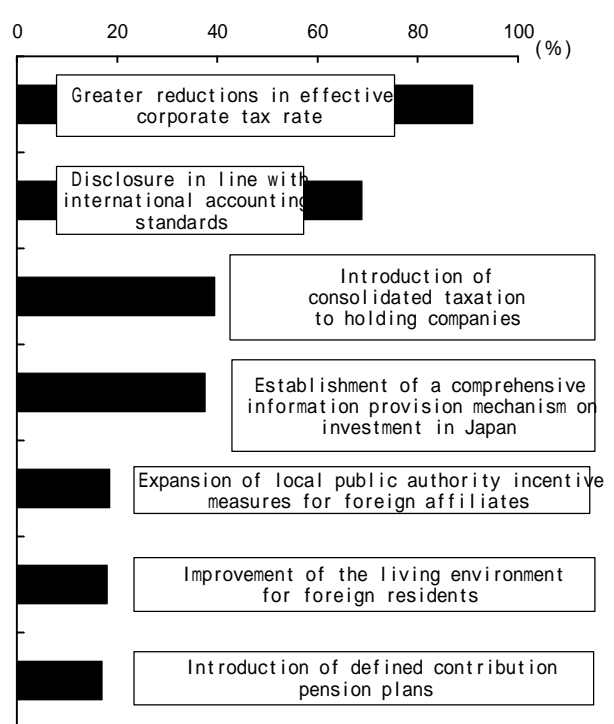 0 20 40 60 80 100
(%)
Greater reductions in effective
corporate tax rate
Disclosure in line with
international accounting
standards
Introduction of
consolidated taxation
to holding companies
Establishment of a comprehensive
information provision mechanism on
investment in Japan
Expansion of local public authority incentive
measures for foreign affiliates
Improvement of the living environment
for foreign residents
Introduction of defined contribution
pension plans